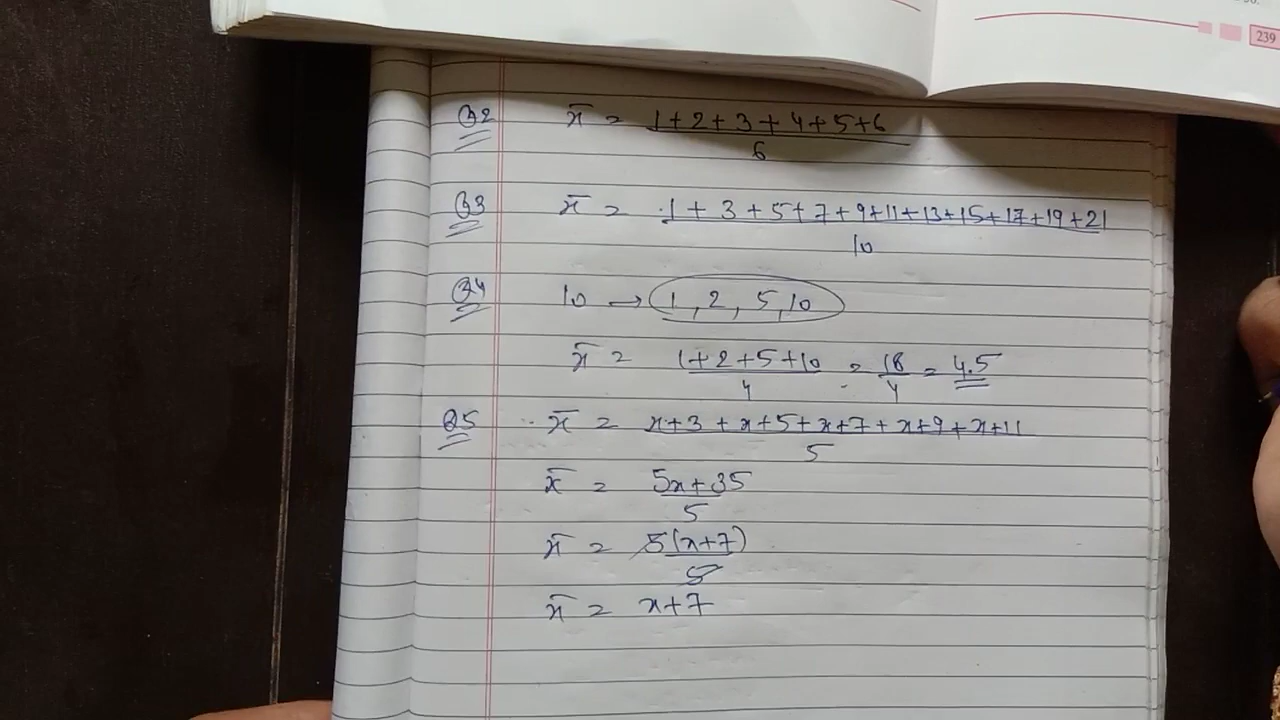 239
Q2 x̄ = 1+2+3+4+5+6
6
Q3 x̄ = 1+3+5+7+9+11+13+15+17+19+21
10
Q4 10 → 1, 2, 5, 10
x̄ = 1+2+5+10 = 18 = 4.5
4 4
Q5 x̄ = x+3+x+5+x+7+x+9+x+11
5
x̄ = 5x+35
5
x̄ = 5(x+7)
5
x̄ = x+7